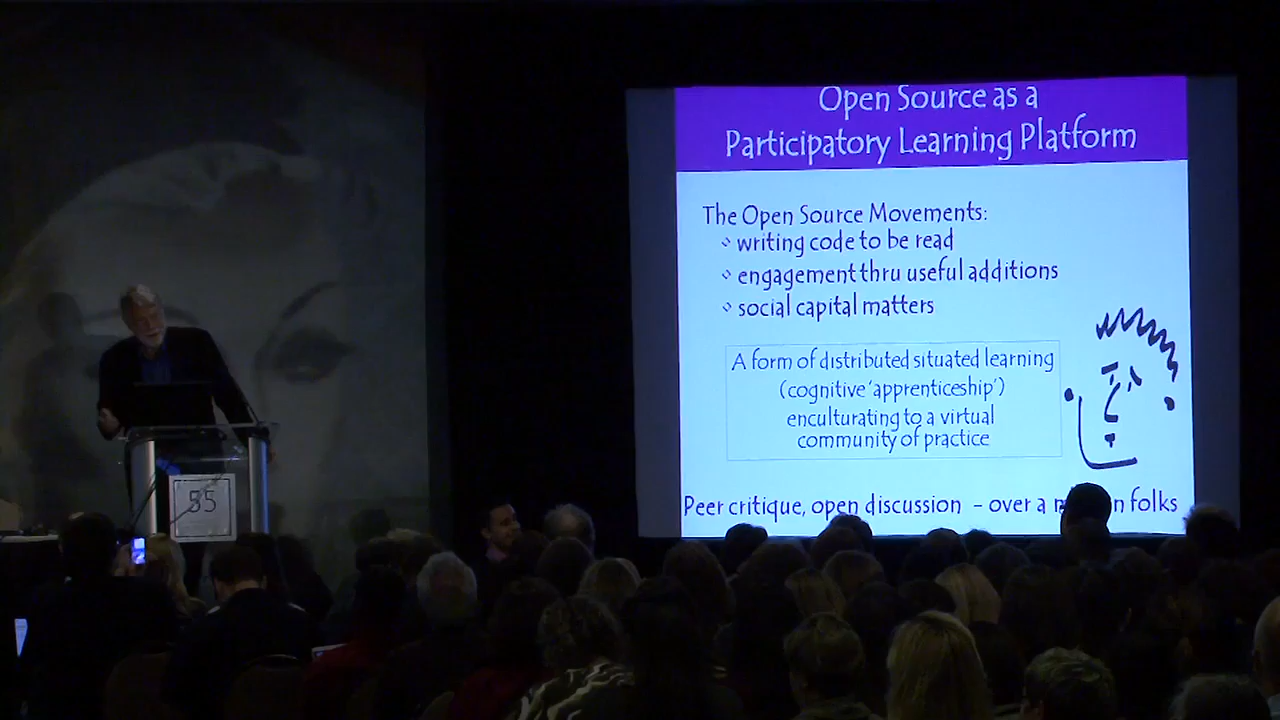 Open Source as a
Participatory Learning Platform
The Open Source Movements:
writing code to be read
engagement thru useful additions
social capital matters
A form of distributed situated learning
(cognitive 'apprenticeship')
enculturating to a virtual
community of practice
Peer critique, open discussion – over a folks